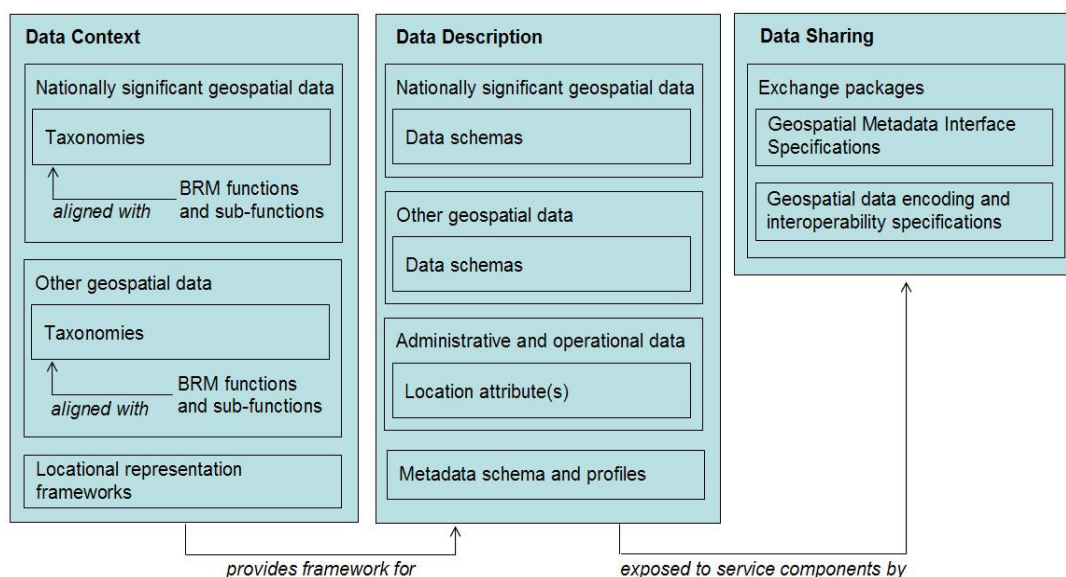 Data Context
Nationally significant geospatial data
Taxonomies
BRM functions
and sub-functions
aligned with
Other geospatial data
Taxonomies
BRM functions
and sub-functions
aligned with
Locational representation
frameworks
Data Description
Nationally significant geospatial data
Data schemas
Other geospatial data
Data schemas
Administrative and operational data
Location attribute(s)
Metadata schema and profiles
Data Sharing
Exchange packages
Geospatial Metadata Interface
Specifications
Geospatial data encoding and
interoperability specifications
provides framework for
exposed to service components by